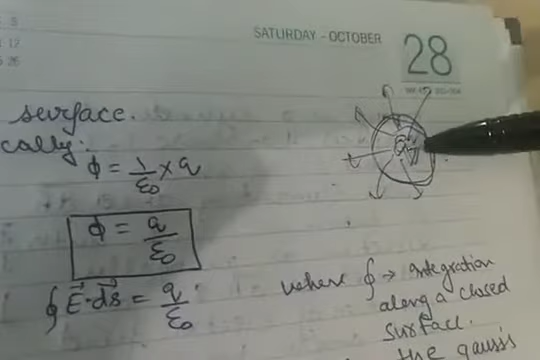 SATURDAY - OCTOBER
28
surface.
cally:
ϕ = 1/ε0 × q
ϕ = q/ε0
∮ E⃗·ds⃗ = q/ε0
where ∮ → integration
along a closed
surface.
the gauss's